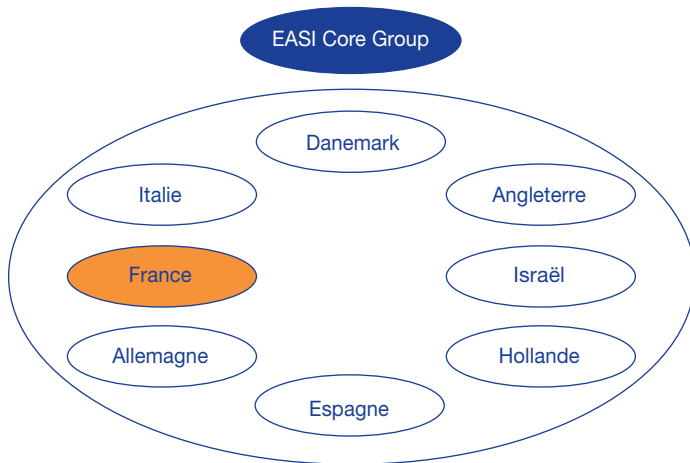 EASI Core Group
Danemark
Italie
Angleterre
France
Israël
Allemagne
Hollande
Espagne